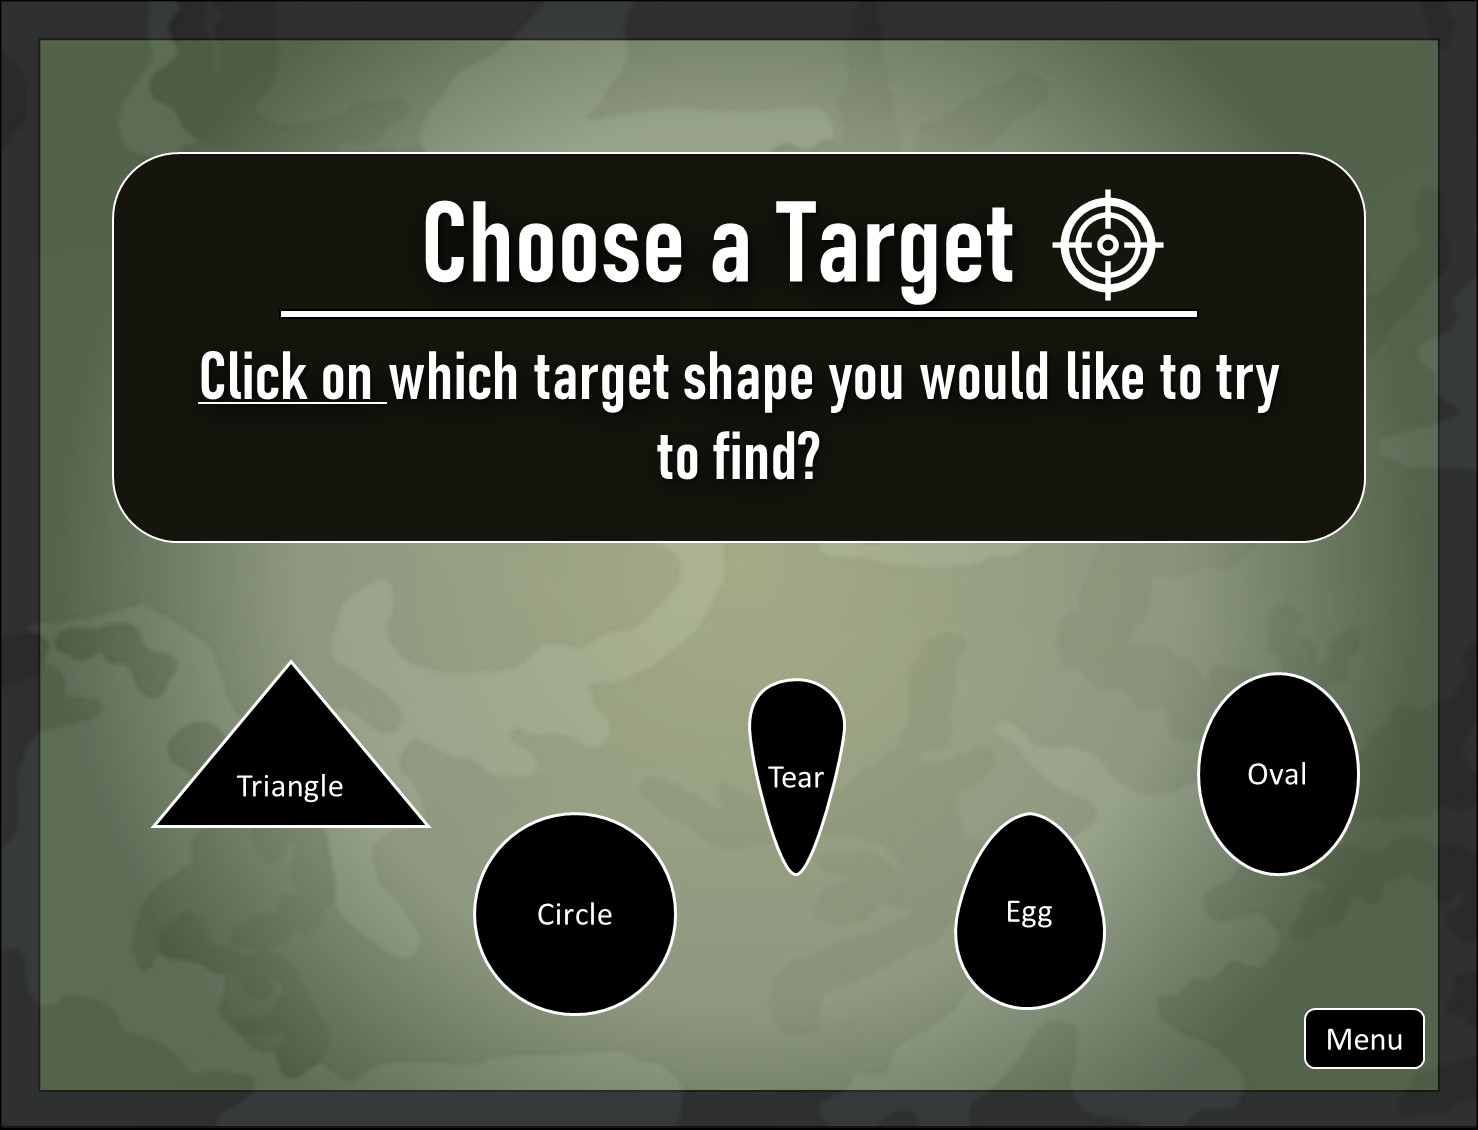 Choose a Target
Click on which target shape you would like to try
to find?
Triangle
Circle
Tear
Egg
Oval
Menu